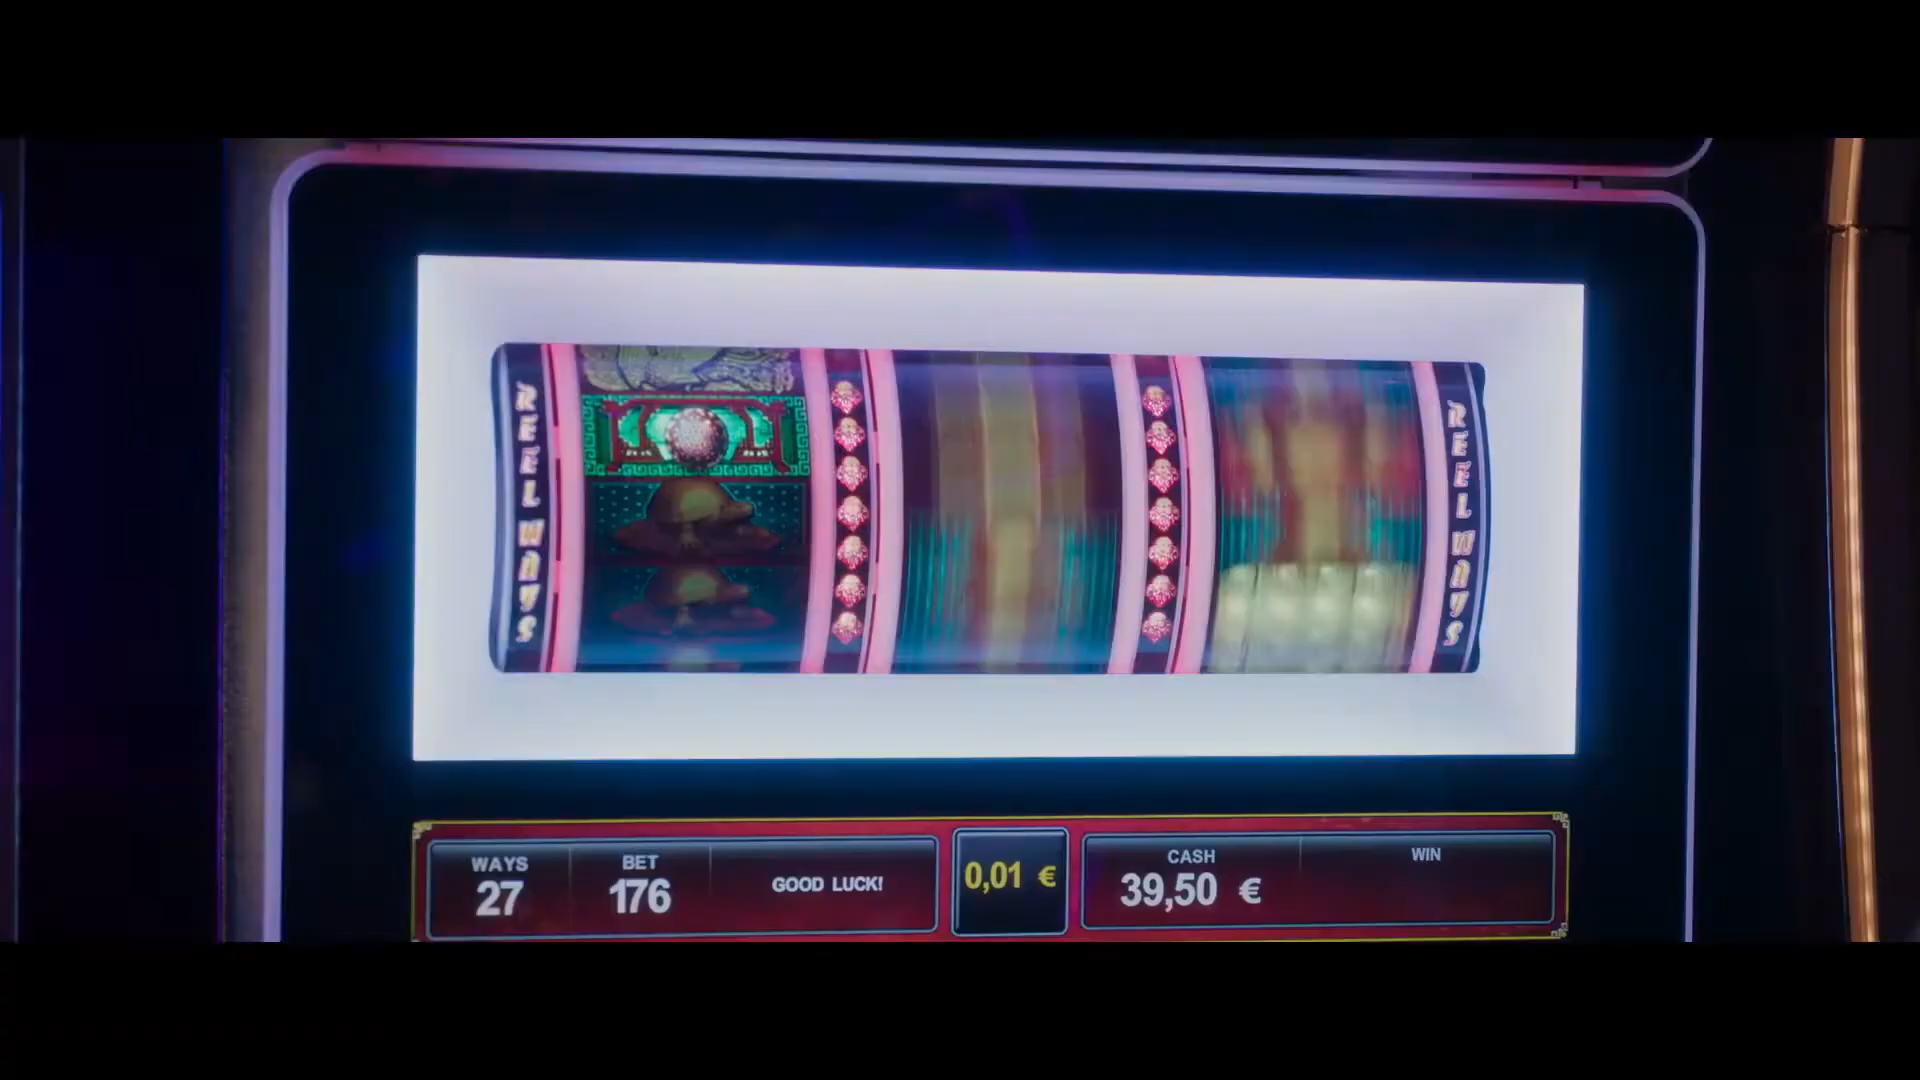 REEL WAYS
REEL WAYS
WAYS
27
BET
176
GOOD LUCK!
0,01 €
CASH
39,50 €
WIN